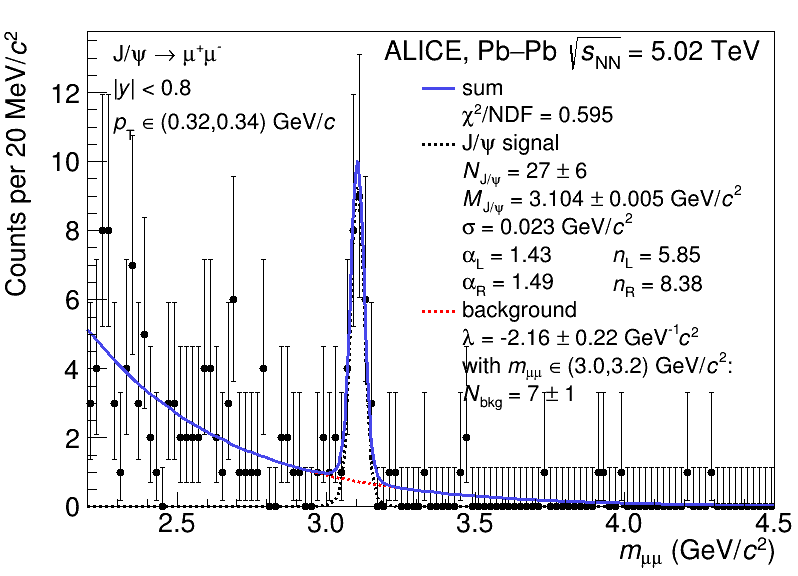 J/ψ → μ⁺μ⁻
|y| < 0.8
p_T ∈ (0.32,0.34) GeV/c
ALICE, Pb–Pb √s_NN = 5.02 TeV
sum
χ²/NDF = 0.595
J/ψ signal
N_J/ψ = 27 ± 6
M_J/ψ = 3.104 ± 0.005 GeV/c²
σ = 0.023 GeV/c²
α_L = 1.43 n_L = 5.85
α_R = 1.49 n_R = 8.38
background
λ = -2.16 ± 0.22 GeV⁻¹c²
with m_μμ ∈ (3.0,3.2) GeV/c²:
N_bkg = 7 ± 1
Counts per 20 MeV/c²
12
10
8
6
4
2
0
2.5 3.0 3.5 4.0 4.5
m_μμ (GeV/c²)